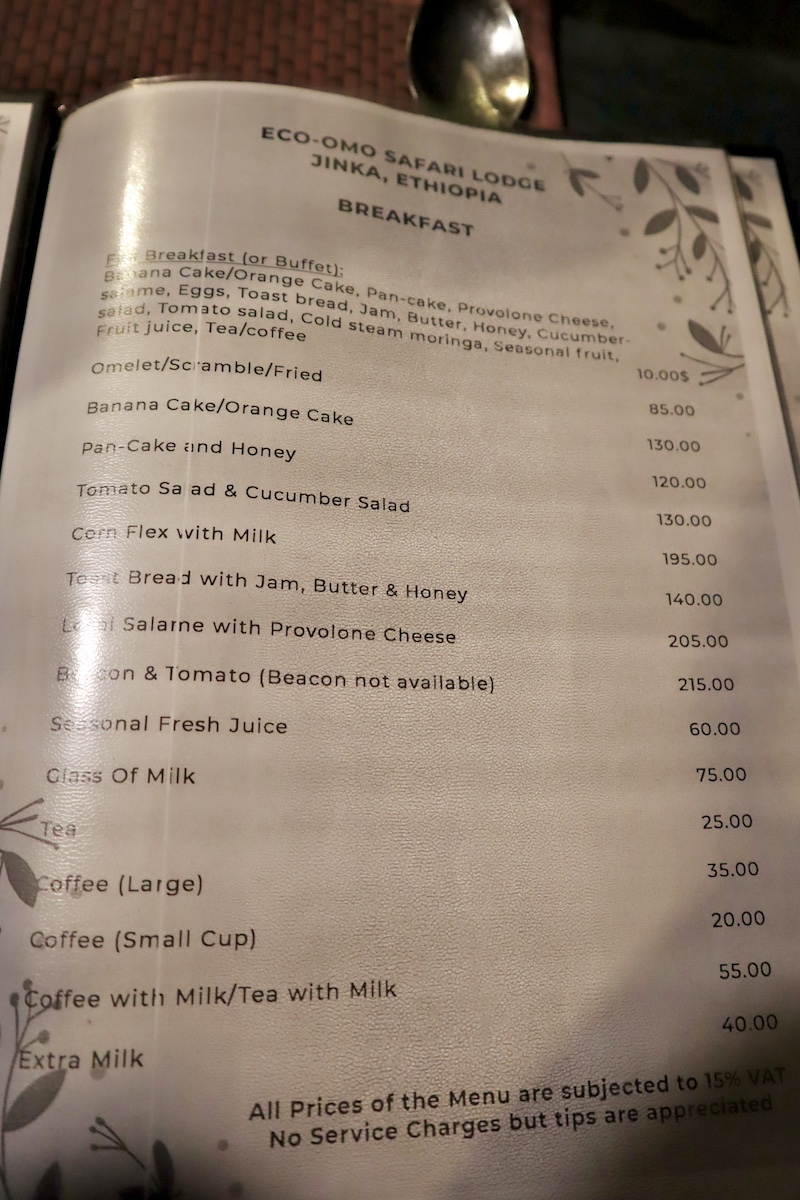 ECO-OMO SAFARI LODGE
JINKA, ETHIOPIA
BREAKFAST
Full Breakfast (or Buffet):
Banana Cake/Orange Cake, Pan-cake, Provolone Cheese,
salame, Eggs, Toast bread, Jam, Butter, Honey, Cucumber-
salad, Tomato salad, Cold steam moringa, Seasonal fruit,
Fruit juice, Tea/coffee 10.00$
Omelet/Scramble/Fried 85.00
Banana Cake/Orange Cake 130.00
Pan-Cake and Honey 120.00
Tomato Salad & Cucumber Salad 130.00
Corn Flex with Milk 195.00
Toast Bread with Jam, Butter & Honey 140.00
Local Salame with Provolone Cheese 205.00
Beacon & Tomato (Beacon not available) 215.00
Seasonal Fresh Juice 60.00
Glass Of Milk 75.00
Tea 25.00
Coffee (Large) 35.00
Coffee (Small Cup) 20.00
Coffee with Milk/Tea with Milk 55.00
Extra Milk 40.00
All Prices of the Menu are subjected to 15% VAT
No Service Charges but tips are appreciated